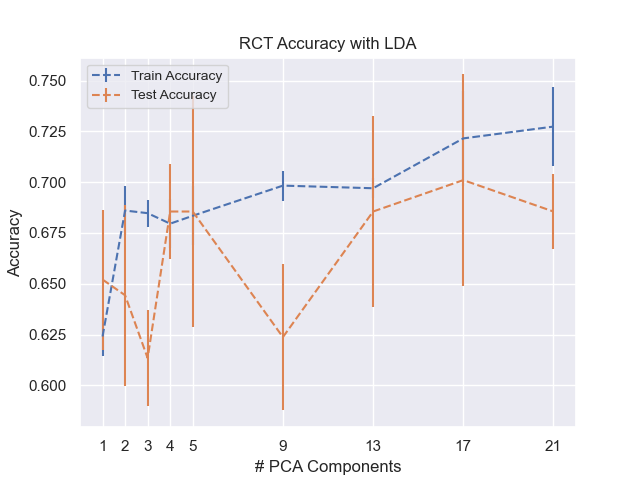 RCT Accuracy with LDA
Train Accuracy
Test Accuracy
0.750
0.725
0.700
0.675
0.650
0.625
0.600
Accuracy
1 2 3 4 5 9 13 17 21
# PCA Components